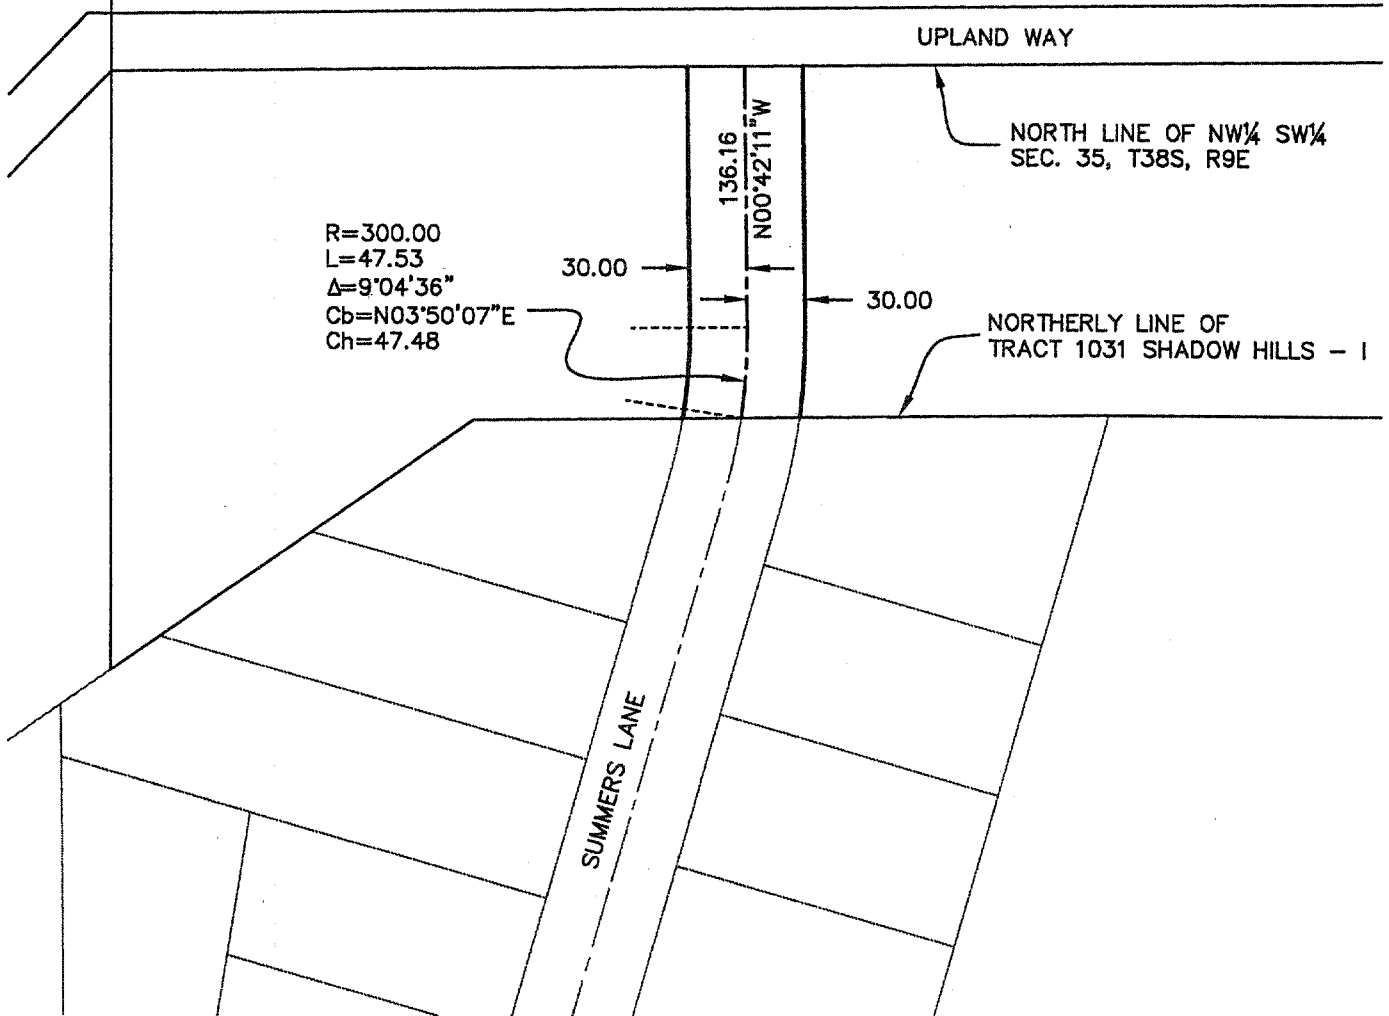 UPLAND WAY
136.16
N00°42'11"W
NORTH LINE OF NW¼ SW¼
SEC. 35, T38S, R9E
R=300.00
L=47.53
Δ=9°04'36"
Cb=N03°50'07"E
Ch=47.48
30.00
30.00
NORTHERLY LINE OF
TRACT 1031 SHADOW HILLS - I
SUMMERS LANE